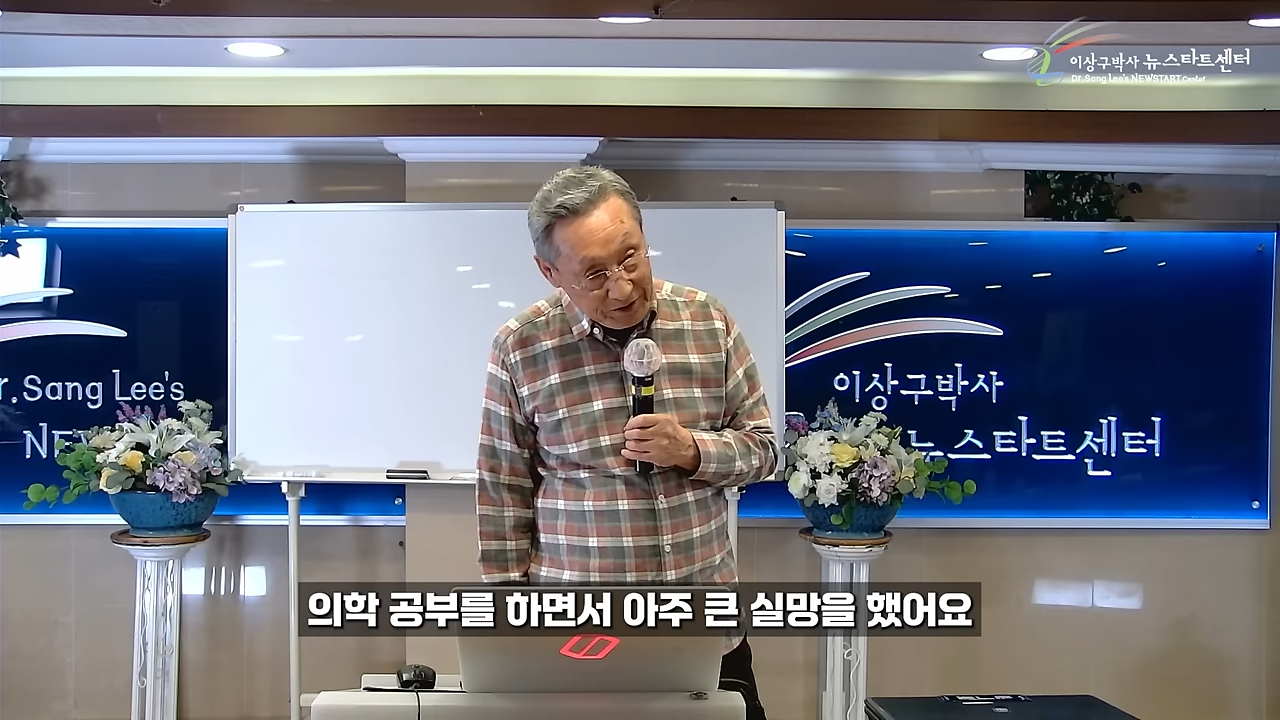 이상구박사 뉴스타트센터
Dr.Sang Lee's NEWSTART Center
r.Sang Lee's
NEW
이상구박사
뉴스타트센터
의학 공부를 하면서 아주 큰 실망을 했어요